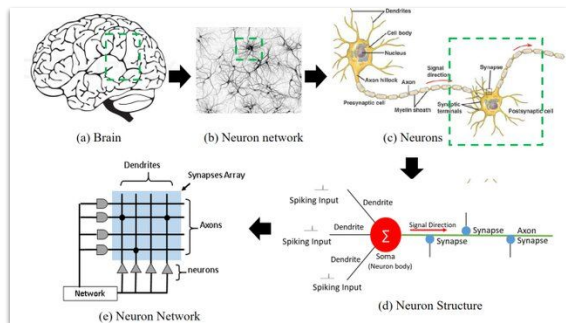 Dendrites
Cell body
Nucleus
Axon hillock
Axon
Signal
direction
Synapse
Presynaptic cell
Myelin sheath
Synaptic
terminals
Postsynaptic cell
(a) Brain
(b) Neuron network
(c) Neurons
Dendrites
Synapses Array
Axons
neurons
Network
(e) Neuron Network
Spiking Input
Dendrite
Spiking Input
Dendrite
Spiking Input
Dendrite
Σ
Soma
(Neuron body)
Signal Direction
Synapse
Synapse
Axon
Synapse
(d) Neuron Structure